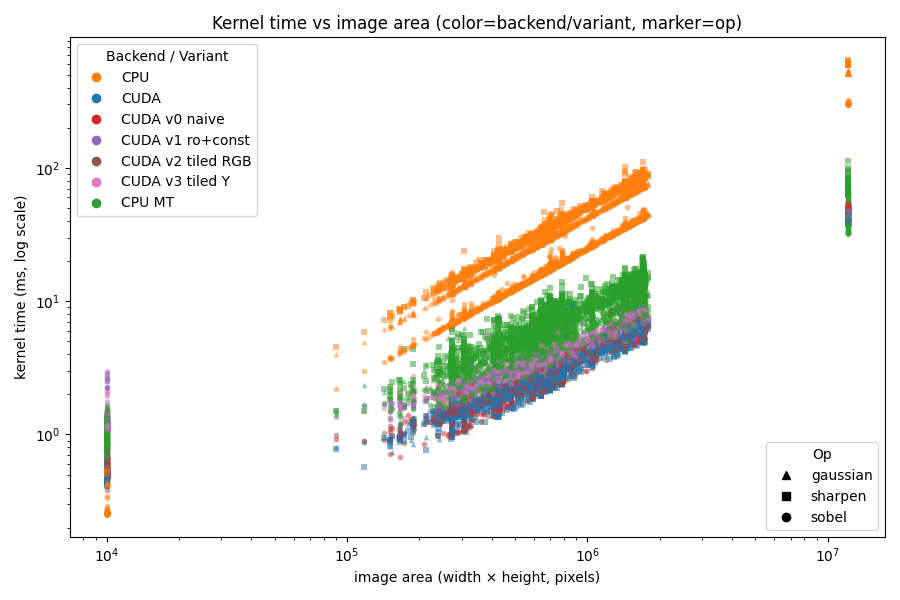 Kernel time vs image area (color=backend/variant, marker=op)
Backend / Variant
CPU
CUDA
CUDA v0 naive
CUDA v1 ro+const
CUDA v2 tiled RGB
CUDA v3 tiled Y
CPU MT
10²
10¹
10⁰
kernel time (ms, log scale)
Op
gaussian
sharpen
sobel
10⁴ 10⁵ 10⁶ 10⁷
image area (width × height, pixels)